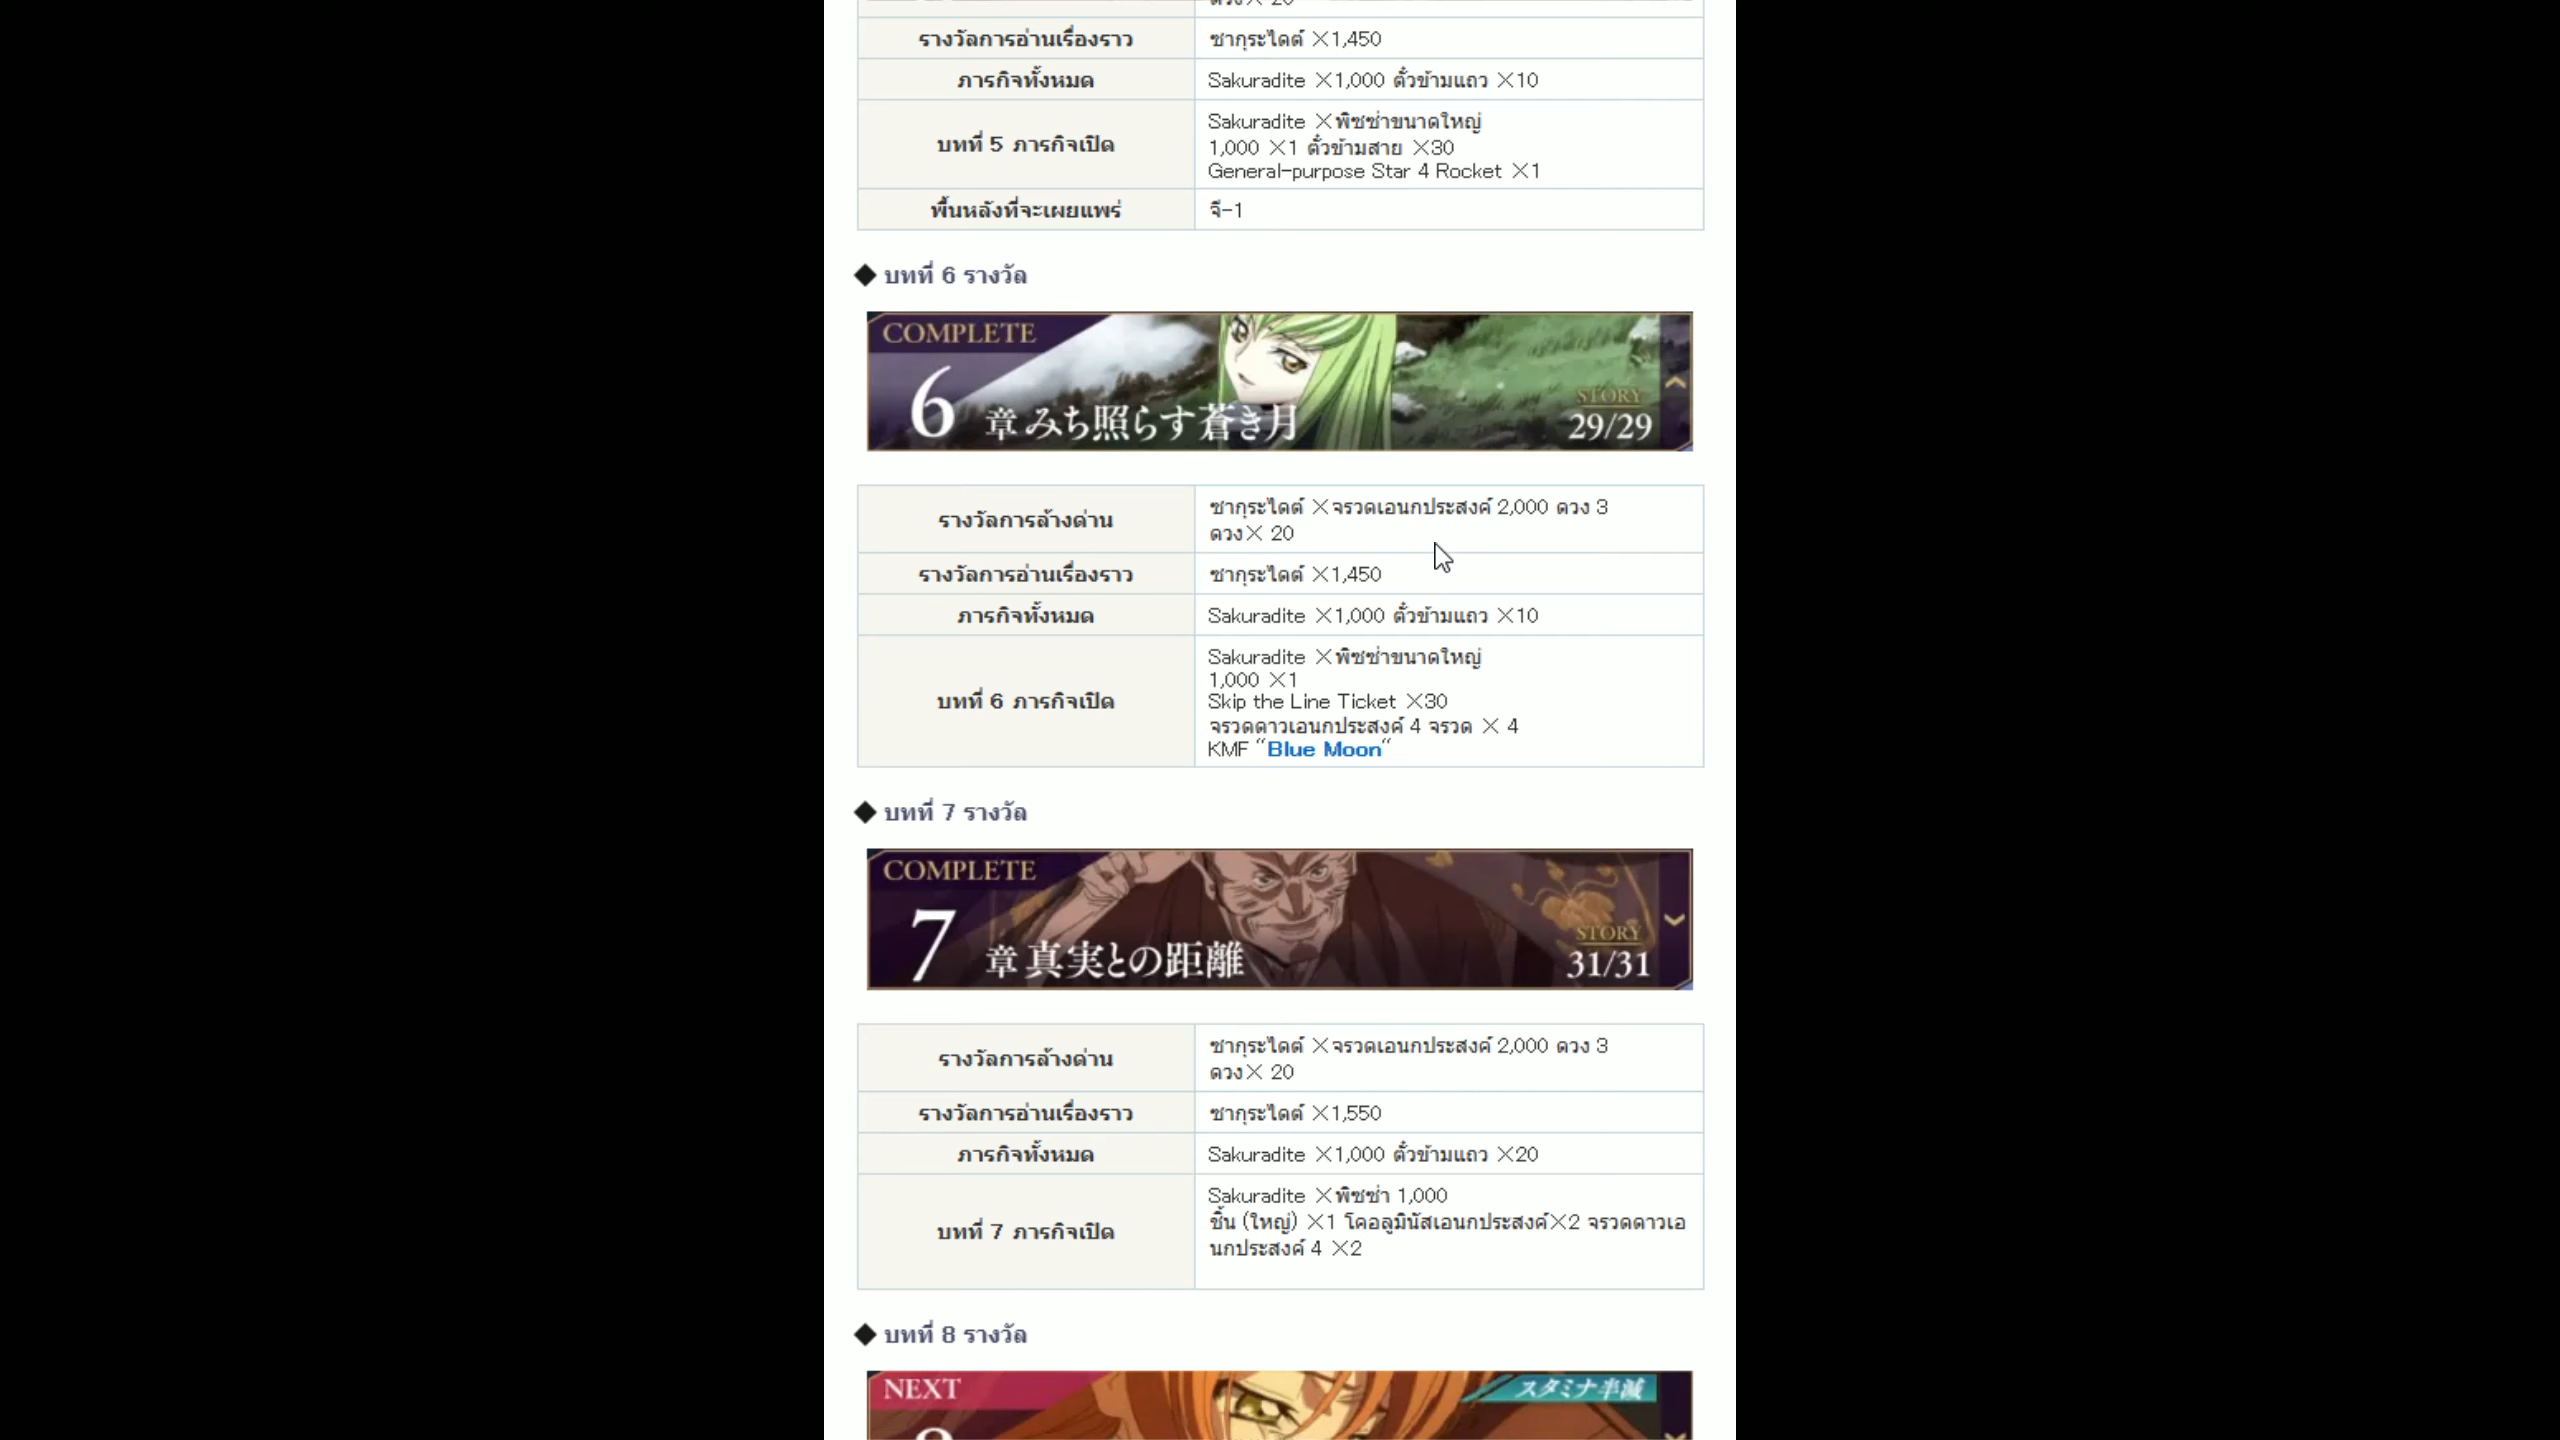 รางวัลการอ่านเรื่องราว
ซากุระไดต์ ×1,450
ภารกิจทั้งหมด
Sakuradite ×1,000 ตั๋วข้ามแถว ×10
บทที่ 5 ภารกิจเปิด
Sakuradite ×พิซซ่าขนาดใหญ่
1,000 ×1 ตั๋วข้ามสาย ×30
General-purpose Star 4 Rocket ×1
พื้นหลังที่จะเผยแพร่
จี-1
◆ บทที่ 6 รางวัล
COMPLETE
6 章 みち照らす蒼き月
STORY
29/29
รางวัลการล้างด่าน
ซากุระไดต์ ×จรวดเอนกประสงค์ 2,000 ดวง 3
ดวง× 20
รางวัลการอ่านเรื่องราว
ซากุระไดต์ ×1,450
ภารกิจทั้งหมด
Sakuradite ×1,000 ตั๋วข้ามแถว ×10
บทที่ 6 ภารกิจเปิด
Sakuradite ×พิซซ่าขนาดใหญ่
1,000 ×1
Skip the Line Ticket ×30
จรวดดาวเอนกประสงค์ 4 จรวด × 4
KMF “Blue Moon“
◆ บทที่ 7 รางวัล
COMPLETE
7 章 真実との距離
STORY
31/31
รางวัลการล้างด่าน
ซากุระไดต์ ×จรวดเอนกประสงค์ 2,000 ดวง 3
ดวง× 20
รางวัลการอ่านเรื่องราว
ซากุระไดต์ ×1,550
ภารกิจทั้งหมด
Sakuradite ×1,000 ตั๋วข้ามแถว ×20
บทที่ 7 ภารกิจเปิด
Sakuradite ×พิซซ่า 1,000
ชิ้น (ใหญ่) ×1 โคอลูมินัสเอนกประสงค์×2 จรวดดาวเอ
นกประสงค์ 4 ×2
◆ บทที่ 8 รางวัล
NEXT
スタミナ半減